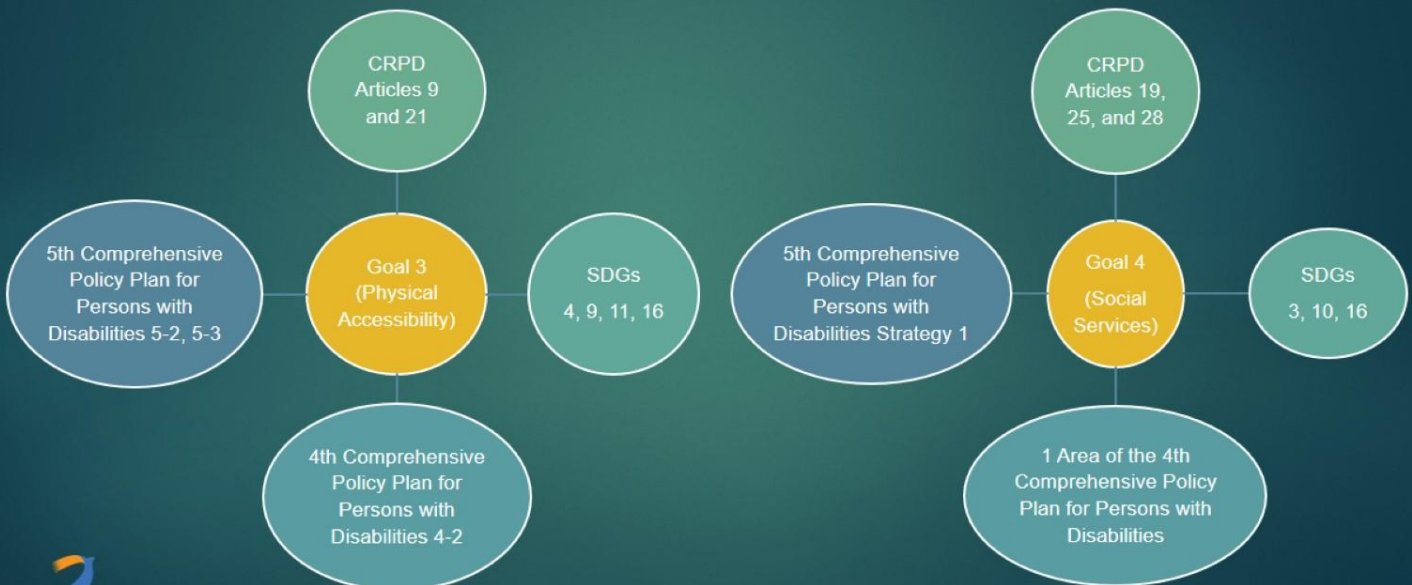 CRPD
Articles 9
and 21
5th Comprehensive
Policy Plan for
Persons with
Disabilities 5-2, 5-3
Goal 3
(Physical
Accessibility)
SDGs
4, 9, 11, 16
4th Comprehensive
Policy Plan for
Persons with
Disabilities 4-2
CRPD
Articles 19,
25, and 28
5th Comprehensive
Policy Plan for
Persons with
Disabilities Strategy 1
Goal 4
(Social
Services)
SDGs
3, 10, 16
1 Area of the 4th
Comprehensive Policy
Plan for Persons with
Disabilities